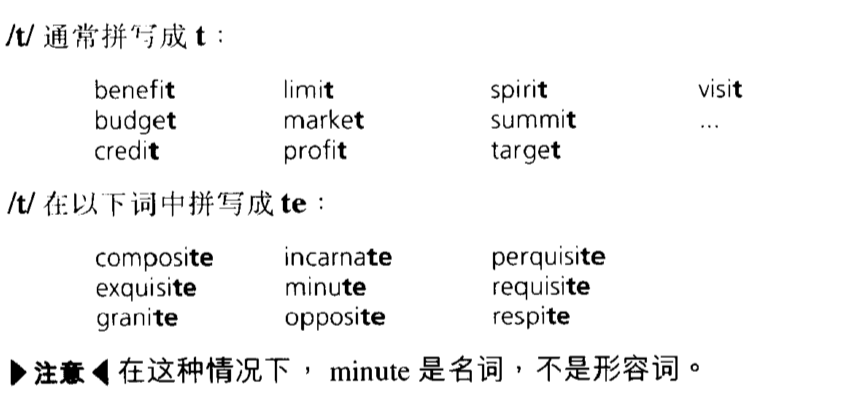 /t/ 通常拼写成 t：
benefit limit spirit visit
budget market summit ...
credit profit target
/t/ 在以下词中拼写成 te：
composite incarnate perquisite
exquisite minute requisite
granite opposite respite
▶注意◀ 在这种情况下，minute 是名词，不是形容词。